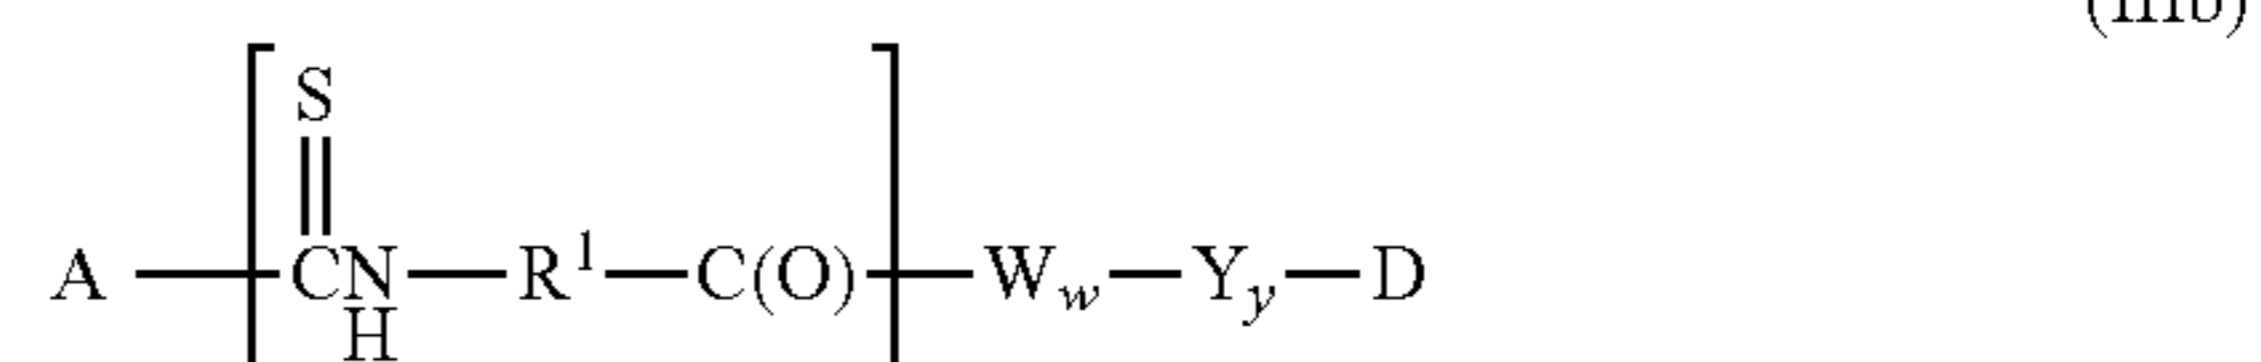 (IIIb)
S
A — CN — R¹ — C(O) — W_w — Y_y — D
H